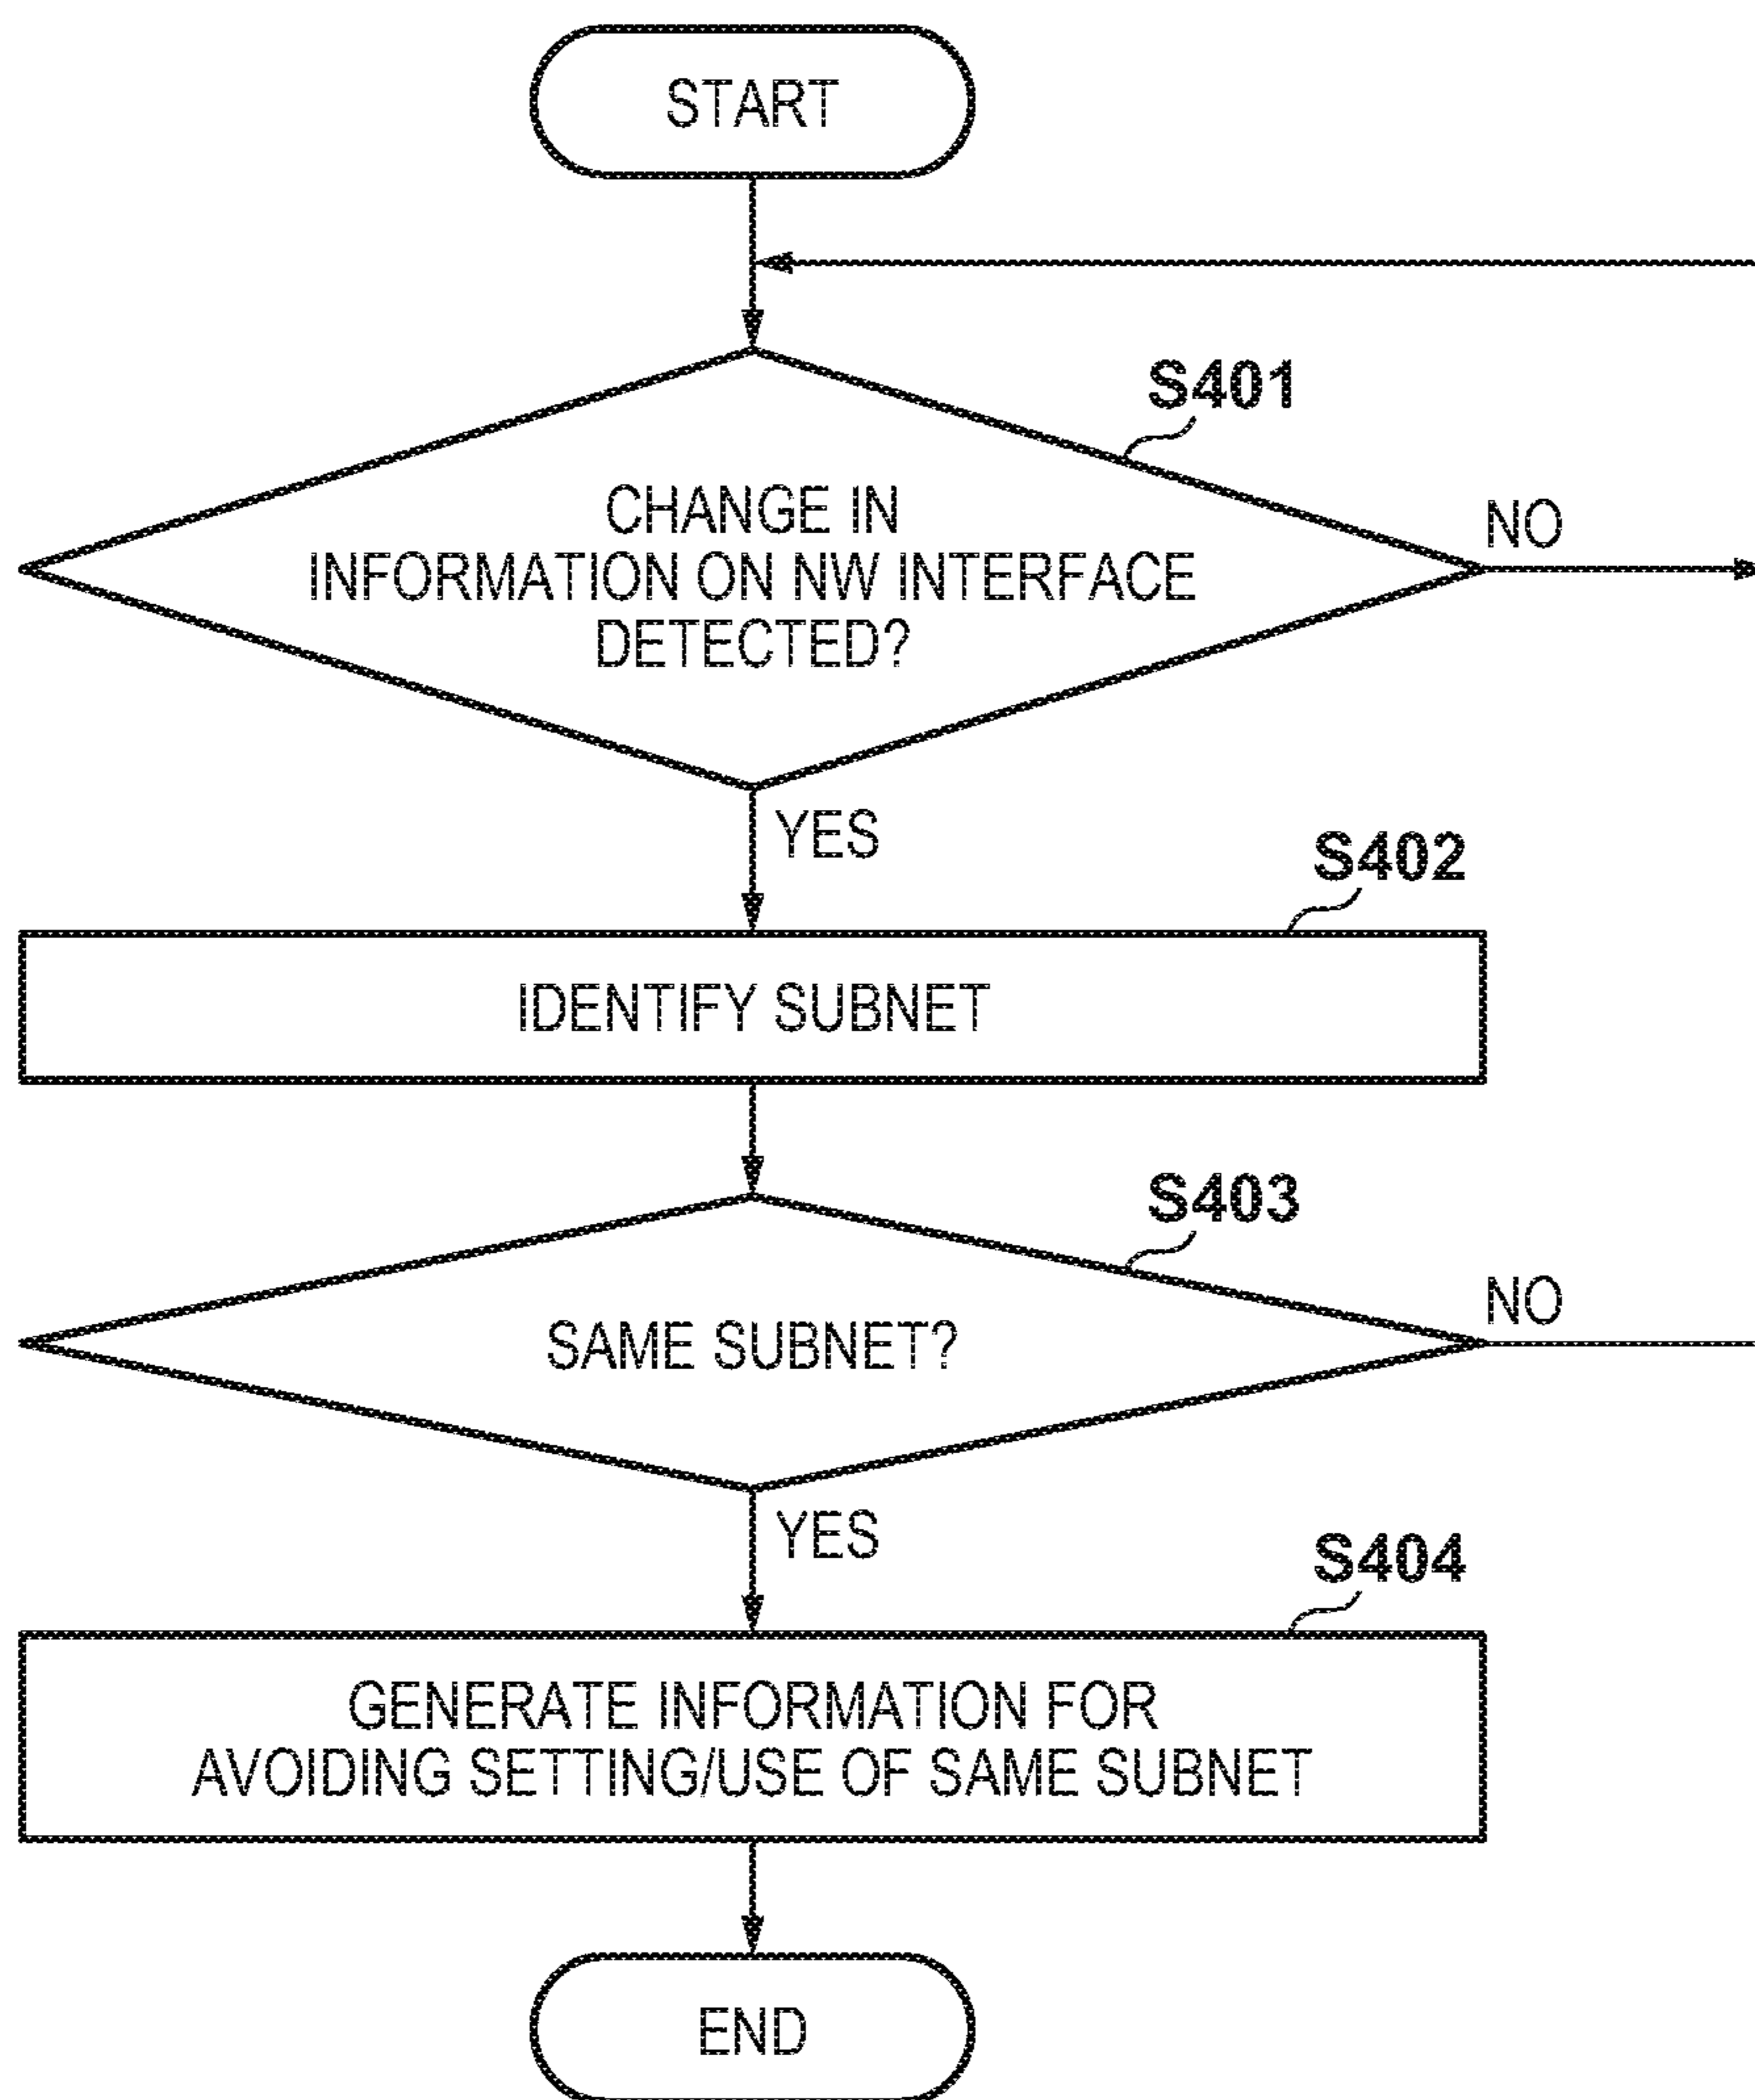 START
S401
CHANGE IN
INFORMATION ON NW INTERFACE
DETECTED?
NO
YES
S402
IDENTIFY SUBNET
S403
SAME SUBNET?
NO
YES
S404
GENERATE INFORMATION FOR
AVOIDING SETTING/USE OF SAME SUBNET
END